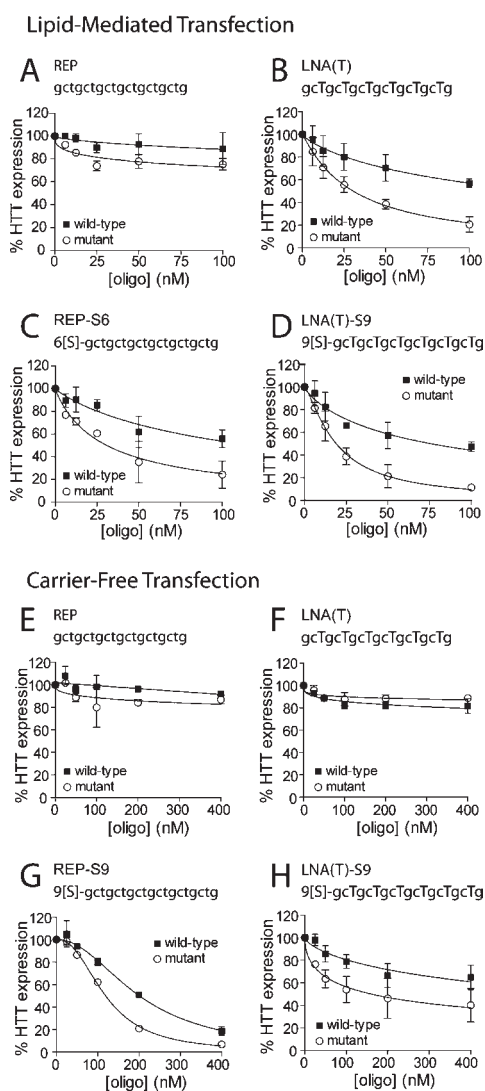 Lipid-Mediated Transfection
A REP
gctgctgctgctgctgctg
% HTT expression
120
100
80
60
40
20
0
wild-type
mutant
0 25 50 75 100
[oligo] (nM)
B LNA(T)
gcTgcTgcTgcTgcTgcTg
% HTT expression
120
100
80
60
40
20
0
wild-type
mutant
0 25 50 75 100
[oligo] (nM)
C REP-S6
6[S]-gctgctgctgctgctgctg
% HTT expression
120
100
80
60
40
20
0
wild-type
mutant
0 25 50 75 100
[oligo] (nM)
D LNA(T)-S9
9[S]-gcTgcTgcTgcTgcTgcTg
% HTT expression
120
100
80
60
40
20
0
wild-type
mutant
0 25 50 75 100
[oligo] (nM)
Carrier-Free Transfection
E REP
gctgctgctgctgctgctg
% HTT expression
120
100
80
60
40
20
0
wild-type
mutant
0 100 200 300 400
[oligo] (nM)
F LNA(T)
gcTgcTgcTgcTgcTgcTg
% HTT expression
120
100
80
60
40
20
0
wild-type
mutant
0 100 200 300 400
[oligo] (nM)
G REP-S9
9[S]-gctgctgctgctgctgctg
% HTT expression
120
100
80
60
40
20
0
wild-type
mutant
0 100 200 300 400
[oligo] (nM)
H LNA(T)-S9
9[S]-gcTgcTgcTgcTgcTgcTg
% HTT expression
120
100
80
60
40
20
0
wild-type
mutant
0 100 200 300 400
[oligo] (nM)